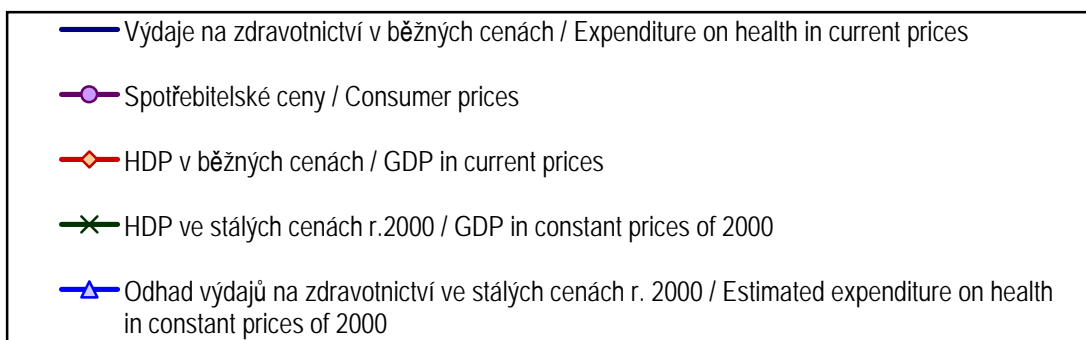 Výdaje na zdravotnictví v běžných cenách / Expenditure on health in current prices
Spotřebitelské ceny / Consumer prices
HDP v běžných cenách / GDP in current prices
HDP ve stálých cenách r.2000 / GDP in constant prices of 2000
Odhad výdajů na zdravotnictví ve stálých cenách r. 2000 / Estimated expenditure on health
in constant prices of 2000